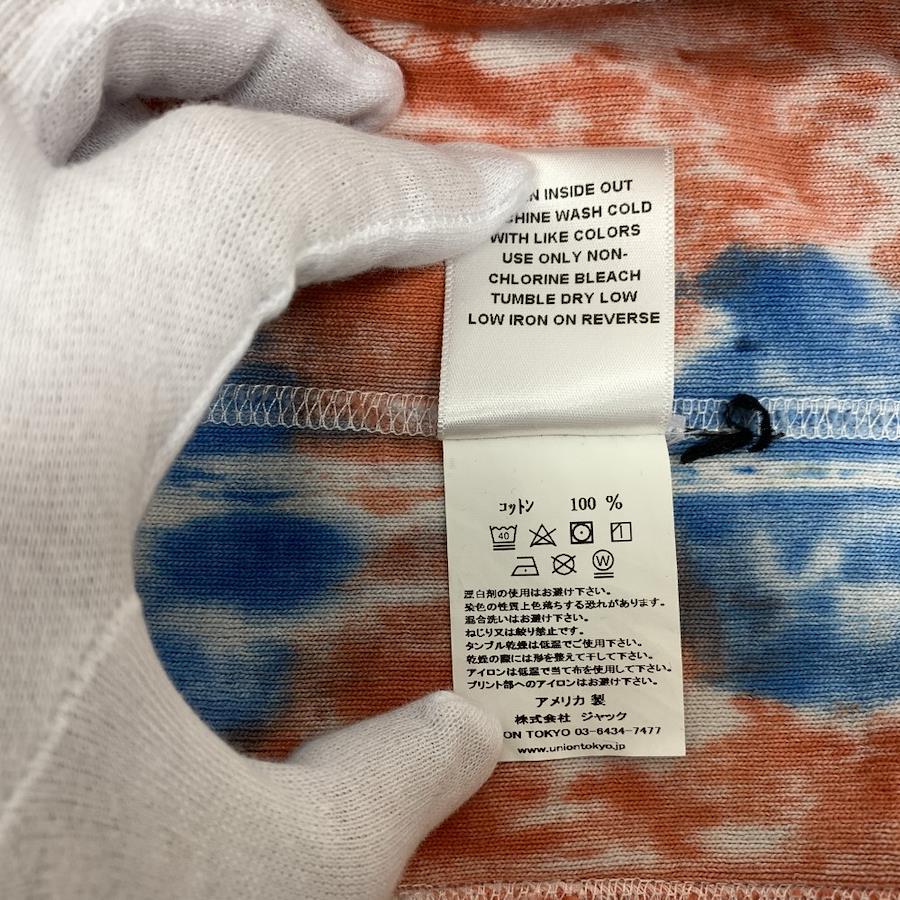 INSIDE OUT
WASH COLD
WITH LIKE COLORS
USE ONLY NON-
CHLORINE BLEACH
TUMBLE DRY LOW
LOW IRON ON REVERSE
コットン 100 %
40
漂白剤の使用はお避け下さい。
染色の性質上色落ちする恐れがあります。
混合洗いはお避け下さい。
ねじり又は絞り禁止です。
タンブル乾燥は低温でご使用下さい。
乾燥の際には形を整えて干して下さい。
アイロンは低温で当て布を使用して下さい。
プリント部へのアイロンはお避け下さい。
アメリカ 製
株式会社 ジャック
TOKYO 03-6434-7477
www.uniontokyo.jp